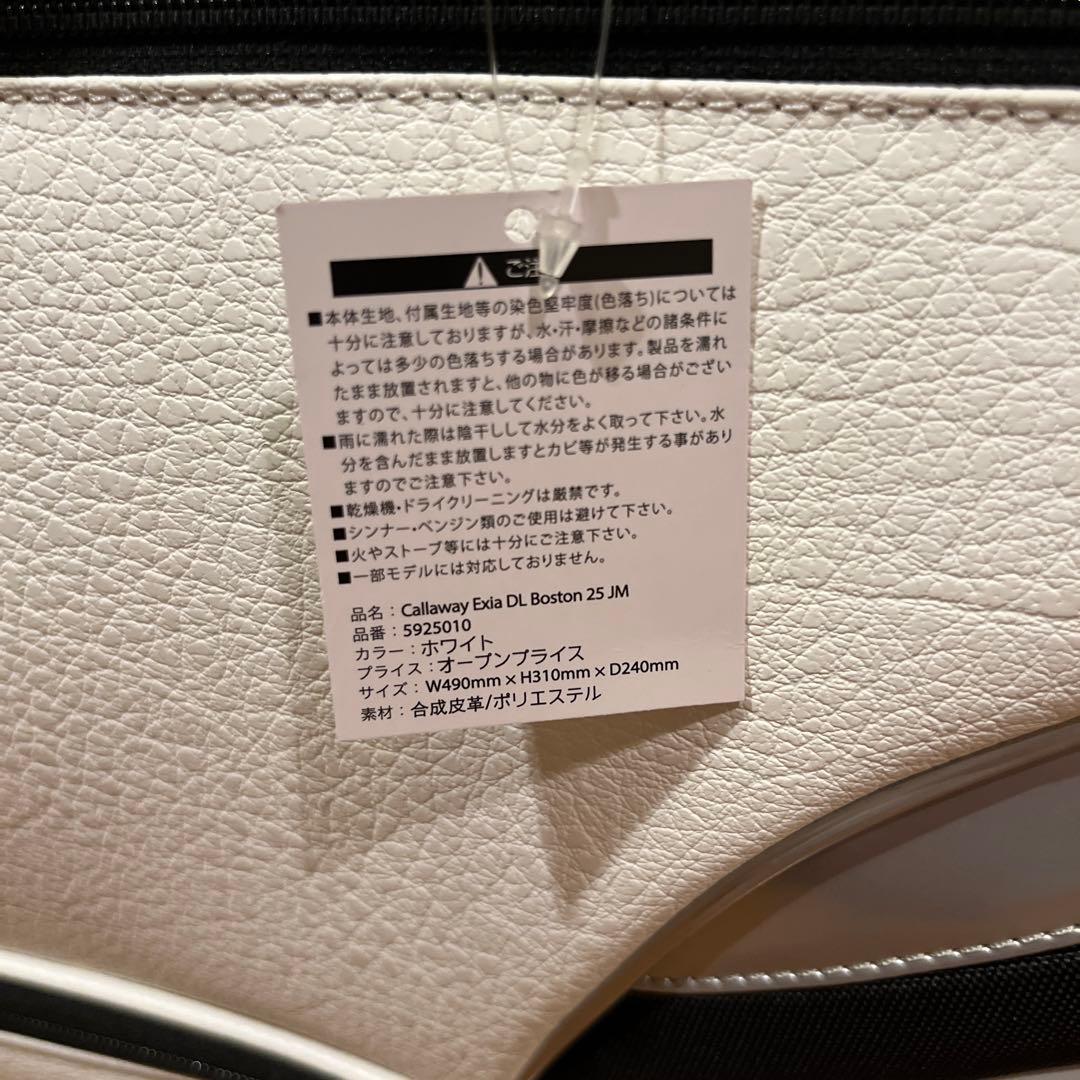 ご注
■本体生地、付属生地等の染色堅牢度(色落ち)については
十分に注意しておりますが、水・汗・摩擦などの諸条件に
よっては多少の色落ちする場合があります。製品を濡れ
たまま放置されますと、他の物に色が移る場合がござい
ますので、十分に注意してください。
■雨に濡れた際は陰干しして水分をよく取って下さい。水
分を含んだまま放置しますとカビ等が発生する事があり
ますのでご注意下さい。
■乾燥機・ドライクリーニングは厳禁です。
■シンナー・ベンジン類のご使用は避けて下さい。
■火やストーブ等には十分にご注意下さい。
■一部モデルには対応しておりません。
品名：Callaway Exia DL Boston 25 JM
品番：5925010
カラー：ホワイト
プライス：オープンプライス
サイズ：W490mm×H310mm×D240mm
素材：合成皮革/ポリエステル